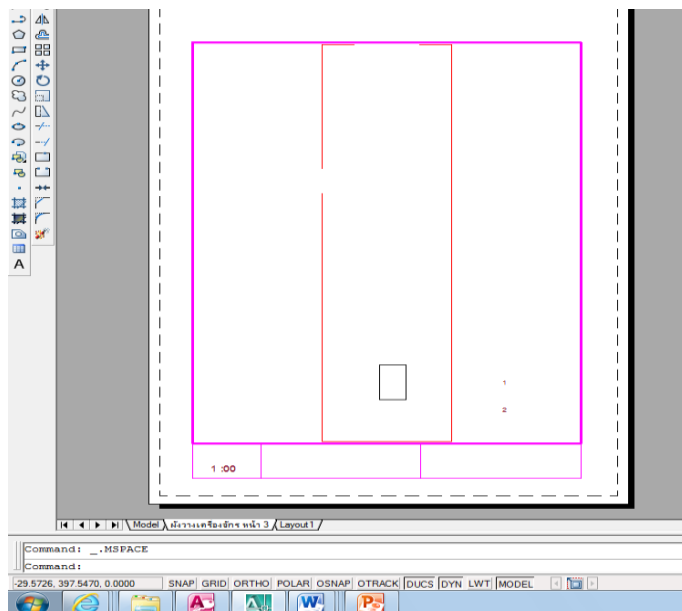 A
1
2
1 :00
Model
ผังวางเครื่องจักร หน้า 3
Layout1
Command: _.MSPACE
Command:
-29.5726, 397.5470, 0.0000
SNAP GRID ORTHO POLAR OSNAP OTRACK DUCS DYN LWT MODEL